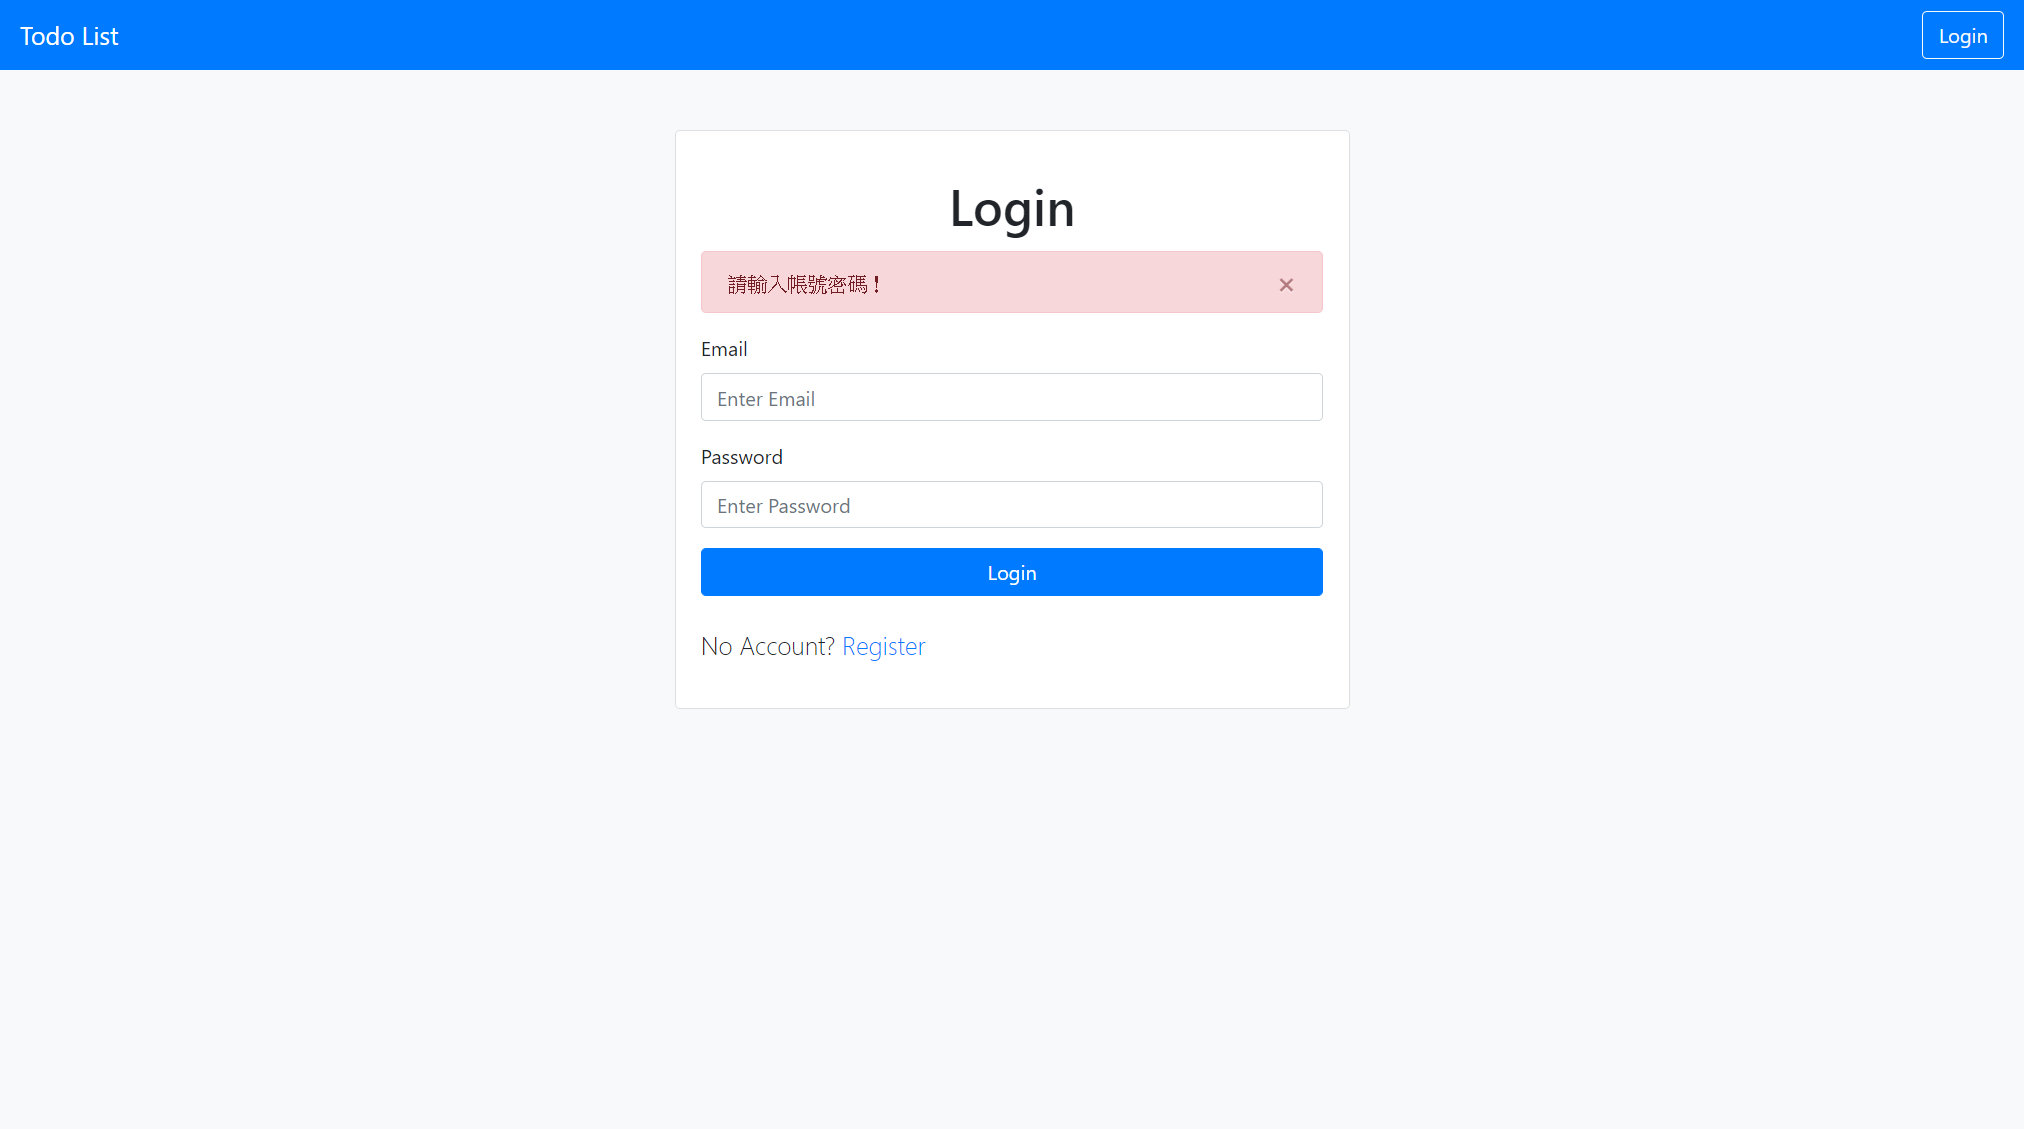 Todo List
Login
Login
請輸入帳號密碼！
×
Email
Enter Email
Password
Enter Password
Login
No Account? Register